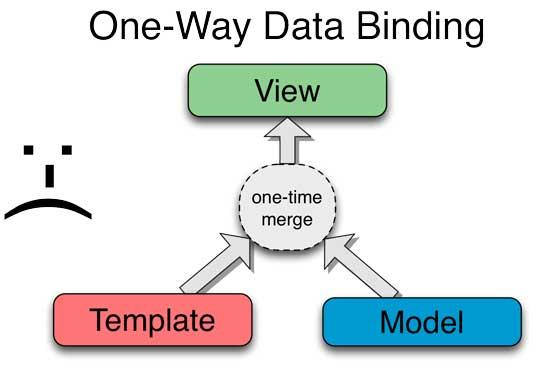 One-Way Data Binding
View
one-time
merge
Template
Model